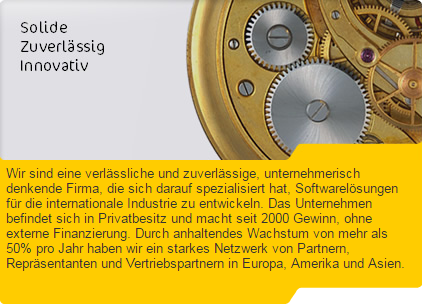 Solide
Zuverlässig
Innovativ
Wir sind eine verlässliche und zuverlässige, unternehmerisch
denkende Firma, die sich darauf spezialisiert hat, Softwarelösungen
für die internationale Industrie zu entwickeln. Das Unternehmen
befindet sich in Privatbesitz und macht seit 2000 Gewinn, ohne
externe Finanzierung. Durch anhaltendes Wachstum von mehr als
50% pro Jahr haben wir ein starkes Netzwerk von Partnern,
Repräsentanten und Vertriebspartnern in Europa, Amerika und Asien.